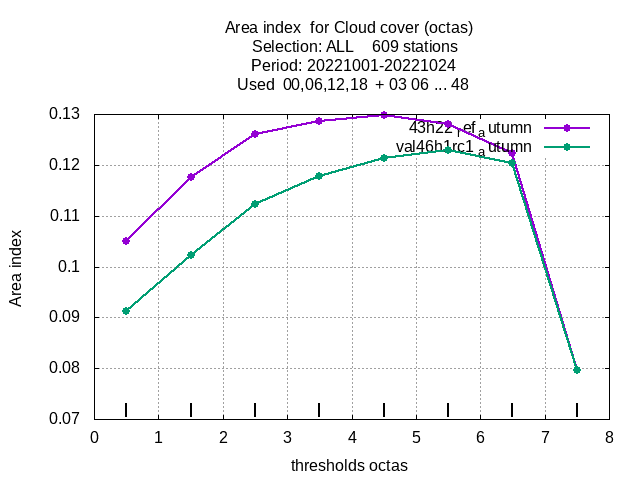 Area index  for Cloud cover (octas)
Selection: ALL    609 stations
Period: 20221001-20221024
Used  00,06,12,18  + 03 06 ... 48
43h22_ref_autumn
val46h1rc1_autumn
0.13
0.12
0.11
0.1
0.09
0.08
0.07
Area index
0 1 2 3 4 5 6 7 8
thresholds octas